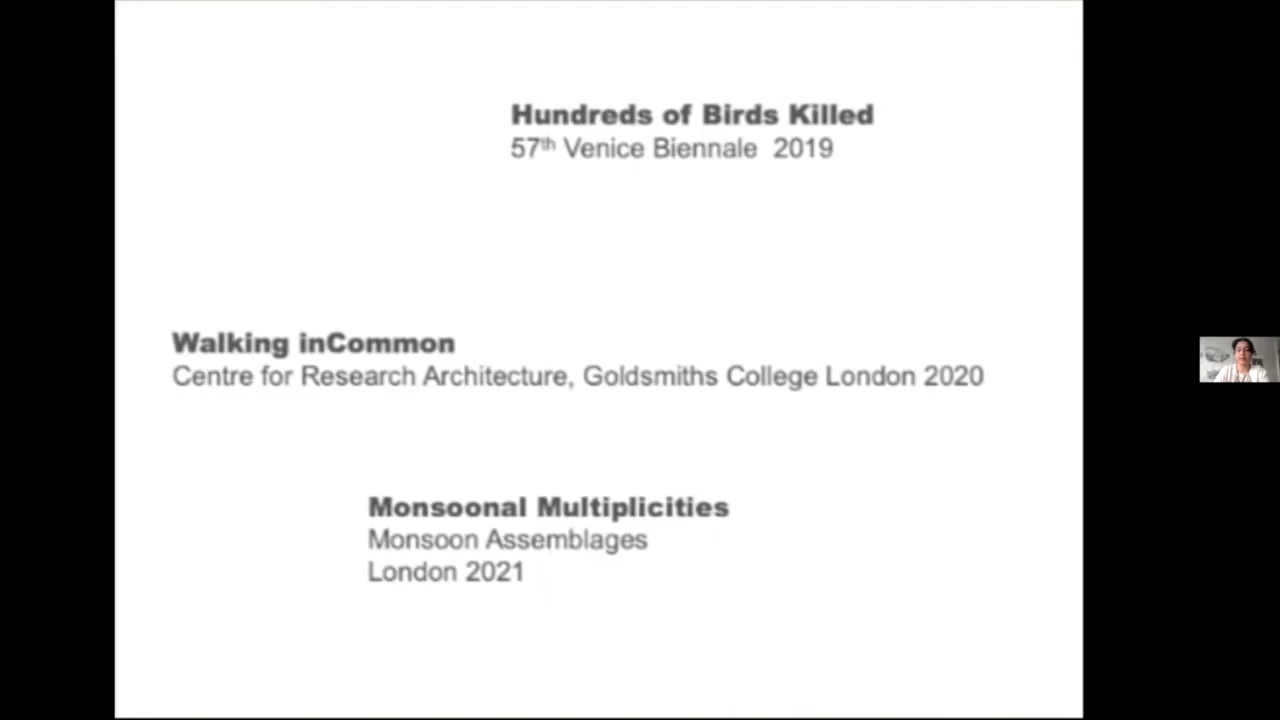 Hundreds of Birds Killed
57th Venice Biennale 2019
Walking inCommon
Centre for Research Architecture, Goldsmiths College London 2020
Monsoonal Multiplicities
Monsoon Assemblages
London 2021